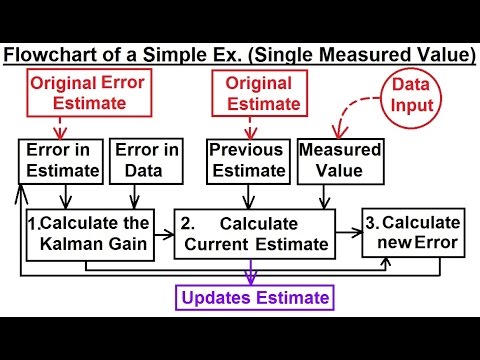 Flowchart of a Simple Ex. (Single Measured Value)
Original Error
Estimate
Original
Estimate
Data
Input
Error in
Estimate
Error in
Data
Previous
Estimate
Measured
Value
1.Calculate the
Kalman Gain
2. Calculate
Current Estimate
3. Calculate
new Error
Updates Estimate